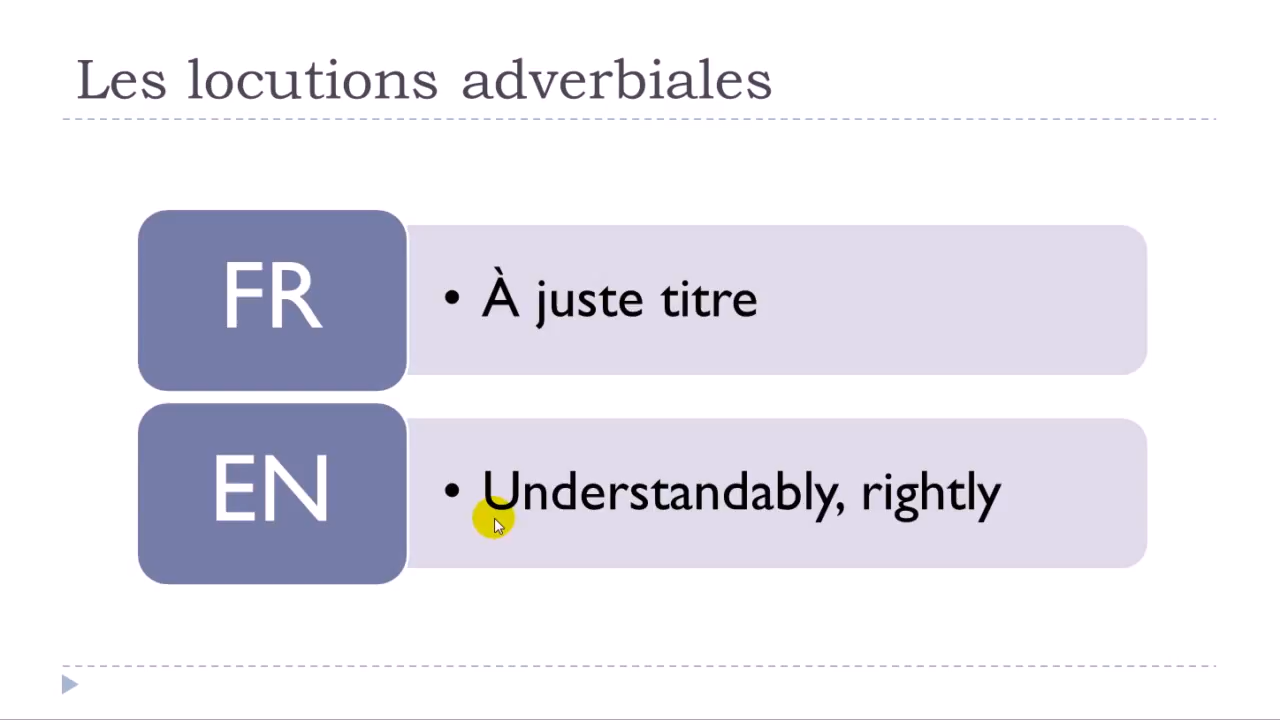 Les locutions adverbiales
FR
• À juste titre
EN
• Understandably, rightly